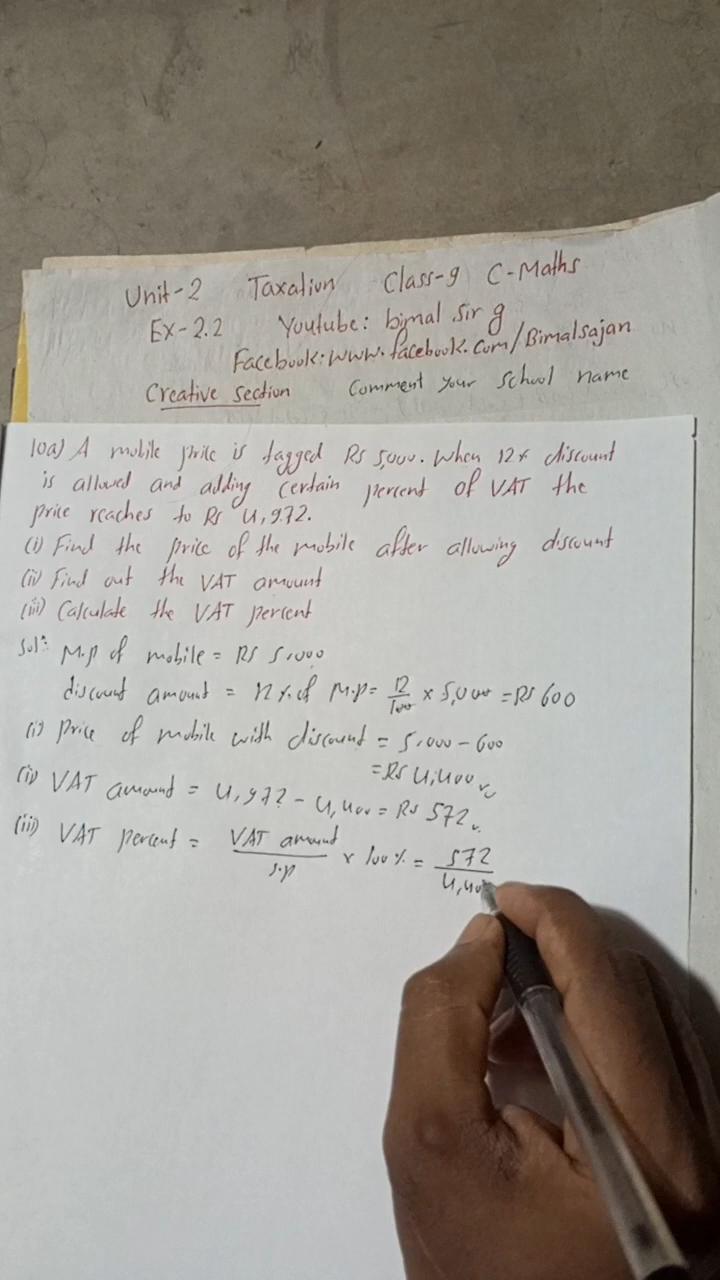 Unit-2 Taxation Class-9 C-Maths
Ex-2.2 Youtube: bimal sir g
Facebook: www.facebook.com/Bimalsajan
Creative section Comment your school name
10a) A mobile price is tagged Rs 5,000. When 12% discount
is allowed and adding certain percent of VAT the
price reaches to Rs 4,972.
(i) Find the price of the mobile after allowing discount
(ii) Find out the VAT amount
(iii) Calculate the VAT percent
Solⁿ: M.p of mobile = Rs 5,000
discount amount = 12% of M.p = 12/100 × 5,000 = Rs 600
(i) Price of mobile with discount = 5,000 - 600
= Rs 4,400
(ii) VAT amount = 4,972 - 4,400 = Rs 572
(iii) VAT percent = VAT amount/S.p × 100% = 572/4,400